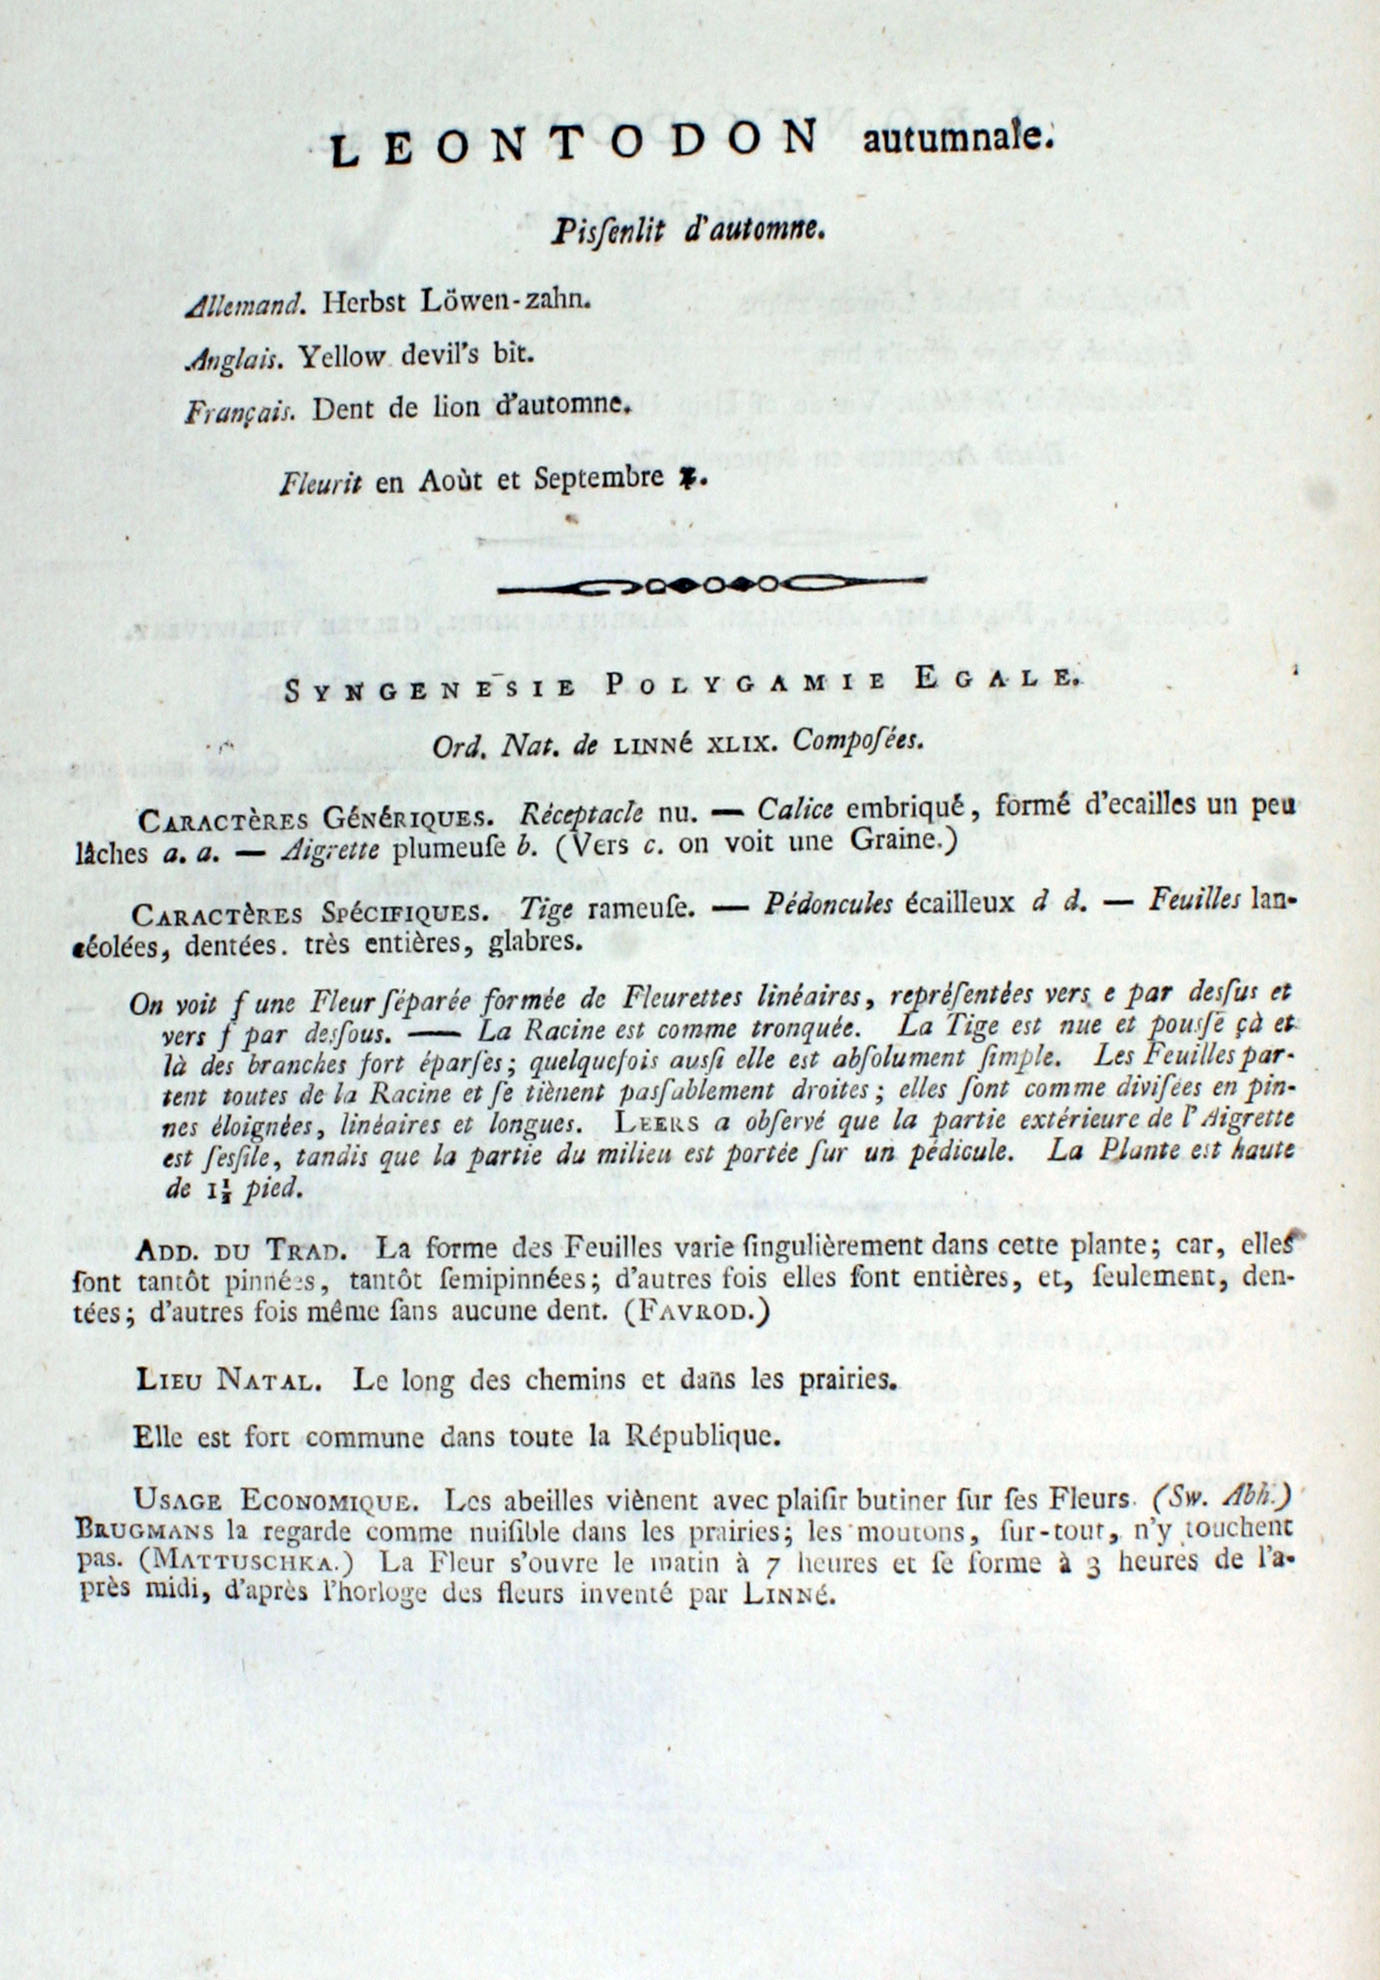 LEONTODON autumnale.
Pisſenlit d'automne.
Allemand. Herbst Löwen-zahn.
Anglais. Yellow devil's bit.
Français. Dent de lion d'automne.
Fleurit en Août et Septembre ♃.
SYNGENESIE POLYGAMIE EGALE.
Ord. Nat. de LINNé XLIX. Compoſées.
CARACTèRES GéNéRIQUES. Réceptacle nu. — Calice embriqué, formé d'ecailles un peu
lâches a. a. — Aigrette plumeuſe b. (Vers c. on voit une Graine.)
CARACTèRES SPéCIFIQUES. Tige rameuſe. — Pédoncules écailleux d d. — Feuilles lan-
céolées, dentées. très entières, glabres.
On voit f une Fleur ſéparée formée de Fleurettes linéaires, repréſentées vers e par desſus et
vers f par desſous. — La Racine est comme tronquée. La Tige est nue et pousſe çà et
là des branches fort éparſes; quelquefois ausſi elle est abſolument ſimple. Les Feuilles par-
tent toutes de la Racine et ſe tiènent pasſablement droites; elles ſont comme diviſées en pin-
nes éloignées, linéaires et longues. LEERS a obſervé que la partie extérieure de l'Aigrette
est ſesſile, tandis que la partie du milieu est portée ſur un pédicule. La Plante est haute
de 1½ pied.
ADD. DU TRAD. La forme des Feuilles varie ſingulièrement dans cette plante; car, elles
ſont tantôt pinnées, tantôt ſemipinnées; d'autres fois elles ſont entières, et, ſeulement, den-
tées; d'autres fois même ſans aucune dent. (FAVROD.)
LIEU NATAL. Le long des chemins et dans les prairies.
Elle est fort commune dans toute la République.
USAGE ECONOMIQUE. Les abeilles viènent avec plaiſir butiner ſur ſes Fleurs. (Sw. Abh.)
BRUGMANS la regarde comme nuiſible dans les prairies; les moutons, ſur-tout, n'y touchent
pas. (MATTUSCHKA.) La Fleur s'ouvre le matin à 7 heures et ſe forme à 3 heures de l'a-
près midi, d'après l'horloge des fleurs inventé par LINNé.